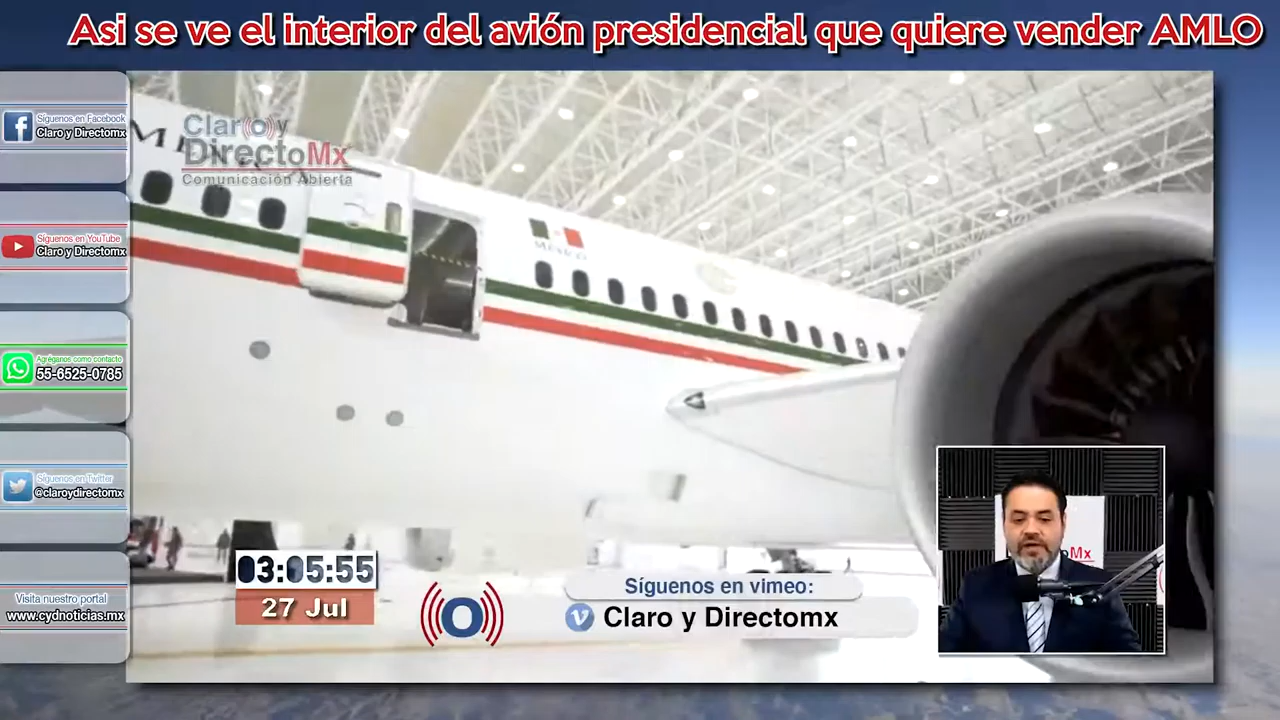 Asi se ve el interior del avión presidencial que quiere vender AMLO
Síguenos en Facebook
Claro y Directomx
Síguenos en YouTube
Claro y Directomx
Agréganos como contacto
55-6525-0785
Síguenos en Twitter
@claroydirectomx
Visita nuestro portal
www.cydnoticias.mx
Claro y
DirectoMx
Comunicación Abierta
MÉXICO
03:05:55
27 Jul
Síguenos en vimeo:
Claro y Directomx